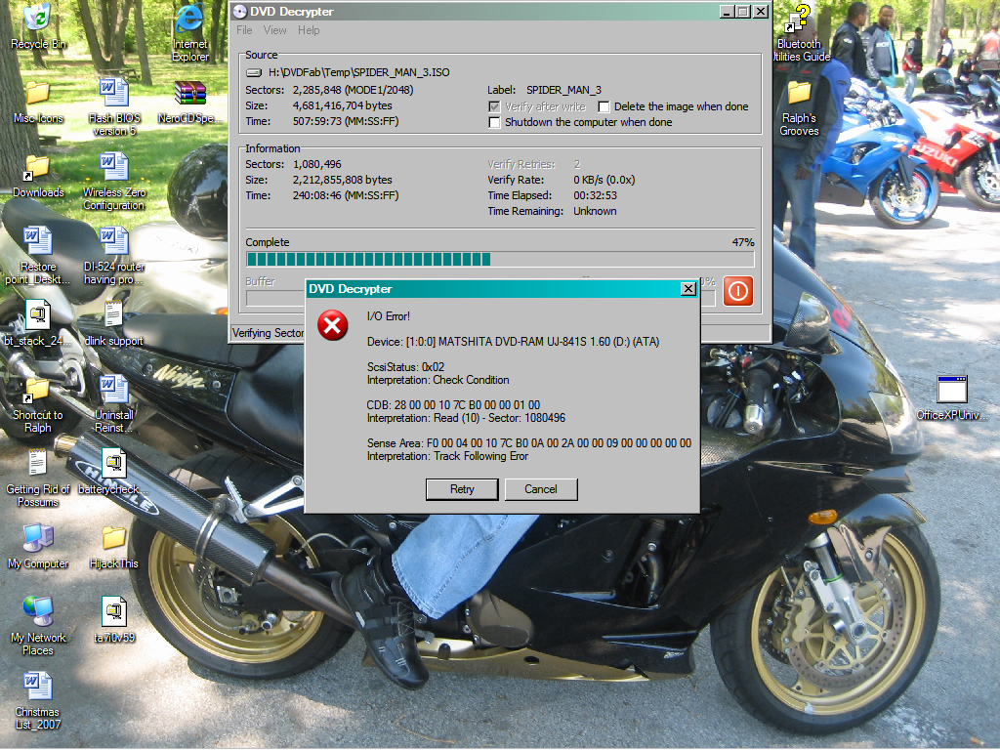 Recycle Bin
Internet
Explorer
Misc Icons
Flash BIOS
version 5
NeroCDSpe...
Downloads
Wireless Zero
Configuration
Restore
point_Deskt...
DI-524 router
having pro...
bt_stack_24...
dlink support
Shortcut to
Ralph
Uninstall
Reinst...
Getting Rid of
Possums
batterycheck
My Computer
HijackThis
My Network
Places
ta7i0v59
Christmas
List_2007
DVD Decrypter
File View Help
Source
H:\DVDFab\Temp\SPIDER_MAN_3.ISO
Sectors: 2,285,848 (MODE1/2048)
Label: SPIDER_MAN_3
Size: 4,681,416,704 bytes
Verify after write
Delete the image when done
Time: 507:59:73 (MM:SS:FF)
Shutdown the computer when done
Information
Sectors: 1,080,496
Verify Retries: 2
Size: 2,212,855,808 bytes
Verify Rate: 0 KB/s (0.0x)
Time: 240:08:46 (MM:SS:FF)
Time Elapsed: 00:32:53
Time Remaining: Unknown
Complete
47%
Buffer
0%
Verifying Sector
DVD Decrypter
I/O Error!
Device: [1:0:0] MATSHITA DVD-RAM UJ-841S 1.60 (D:) (ATA)
ScsiStatus: 0x02
Interpretation: Check Condition
CDB: 28 00 00 10 7C B0 00 00 01 00
Interpretation: Read (10) - Sector: 1080496
Sense Area: F0 00 04 00 10 7C B0 0A 00 2A 00 00 09 00 00 00 00 00
Interpretation: Track Following Error
Retry
Cancel
Bluetooth
Utilities Guide
Ralph's
Grooves
OfficeXPUniv...
SUZUKI
Ninja
HINDLE